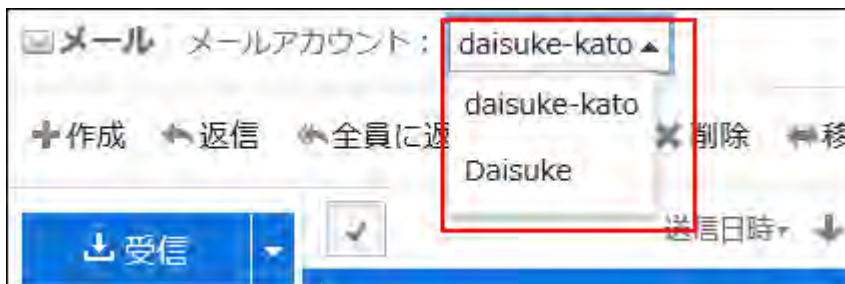 メール メールアカウント： daisuke-kato
daisuke-kato
作成 返信 全員に返 削除
Daisuke
受信 送信日時